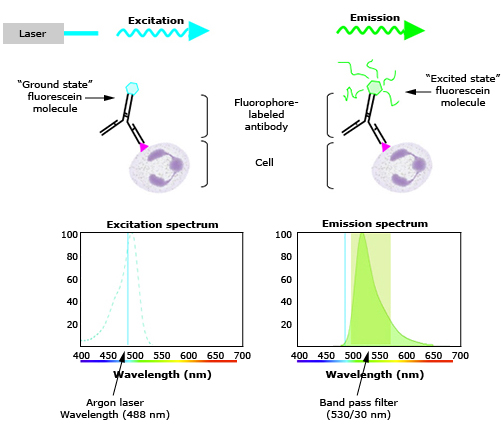 Laser
Excitation
Emission
"Ground state"
fluorescein
molecule
Fluorophore-
labeled
antibody
Cell
"Excited state"
fluorescein
molecule
Excitation spectrum
100
80
60
40
20
400 450 500 550 600 650 700
Wavelength (nm)
Argon laser
Wavelength (488 nm)
Emission spectrum
100
80
60
40
20
400 450 500 550 600 650 700
Wavelength (nm)
Band pass filter
(530/30 nm)